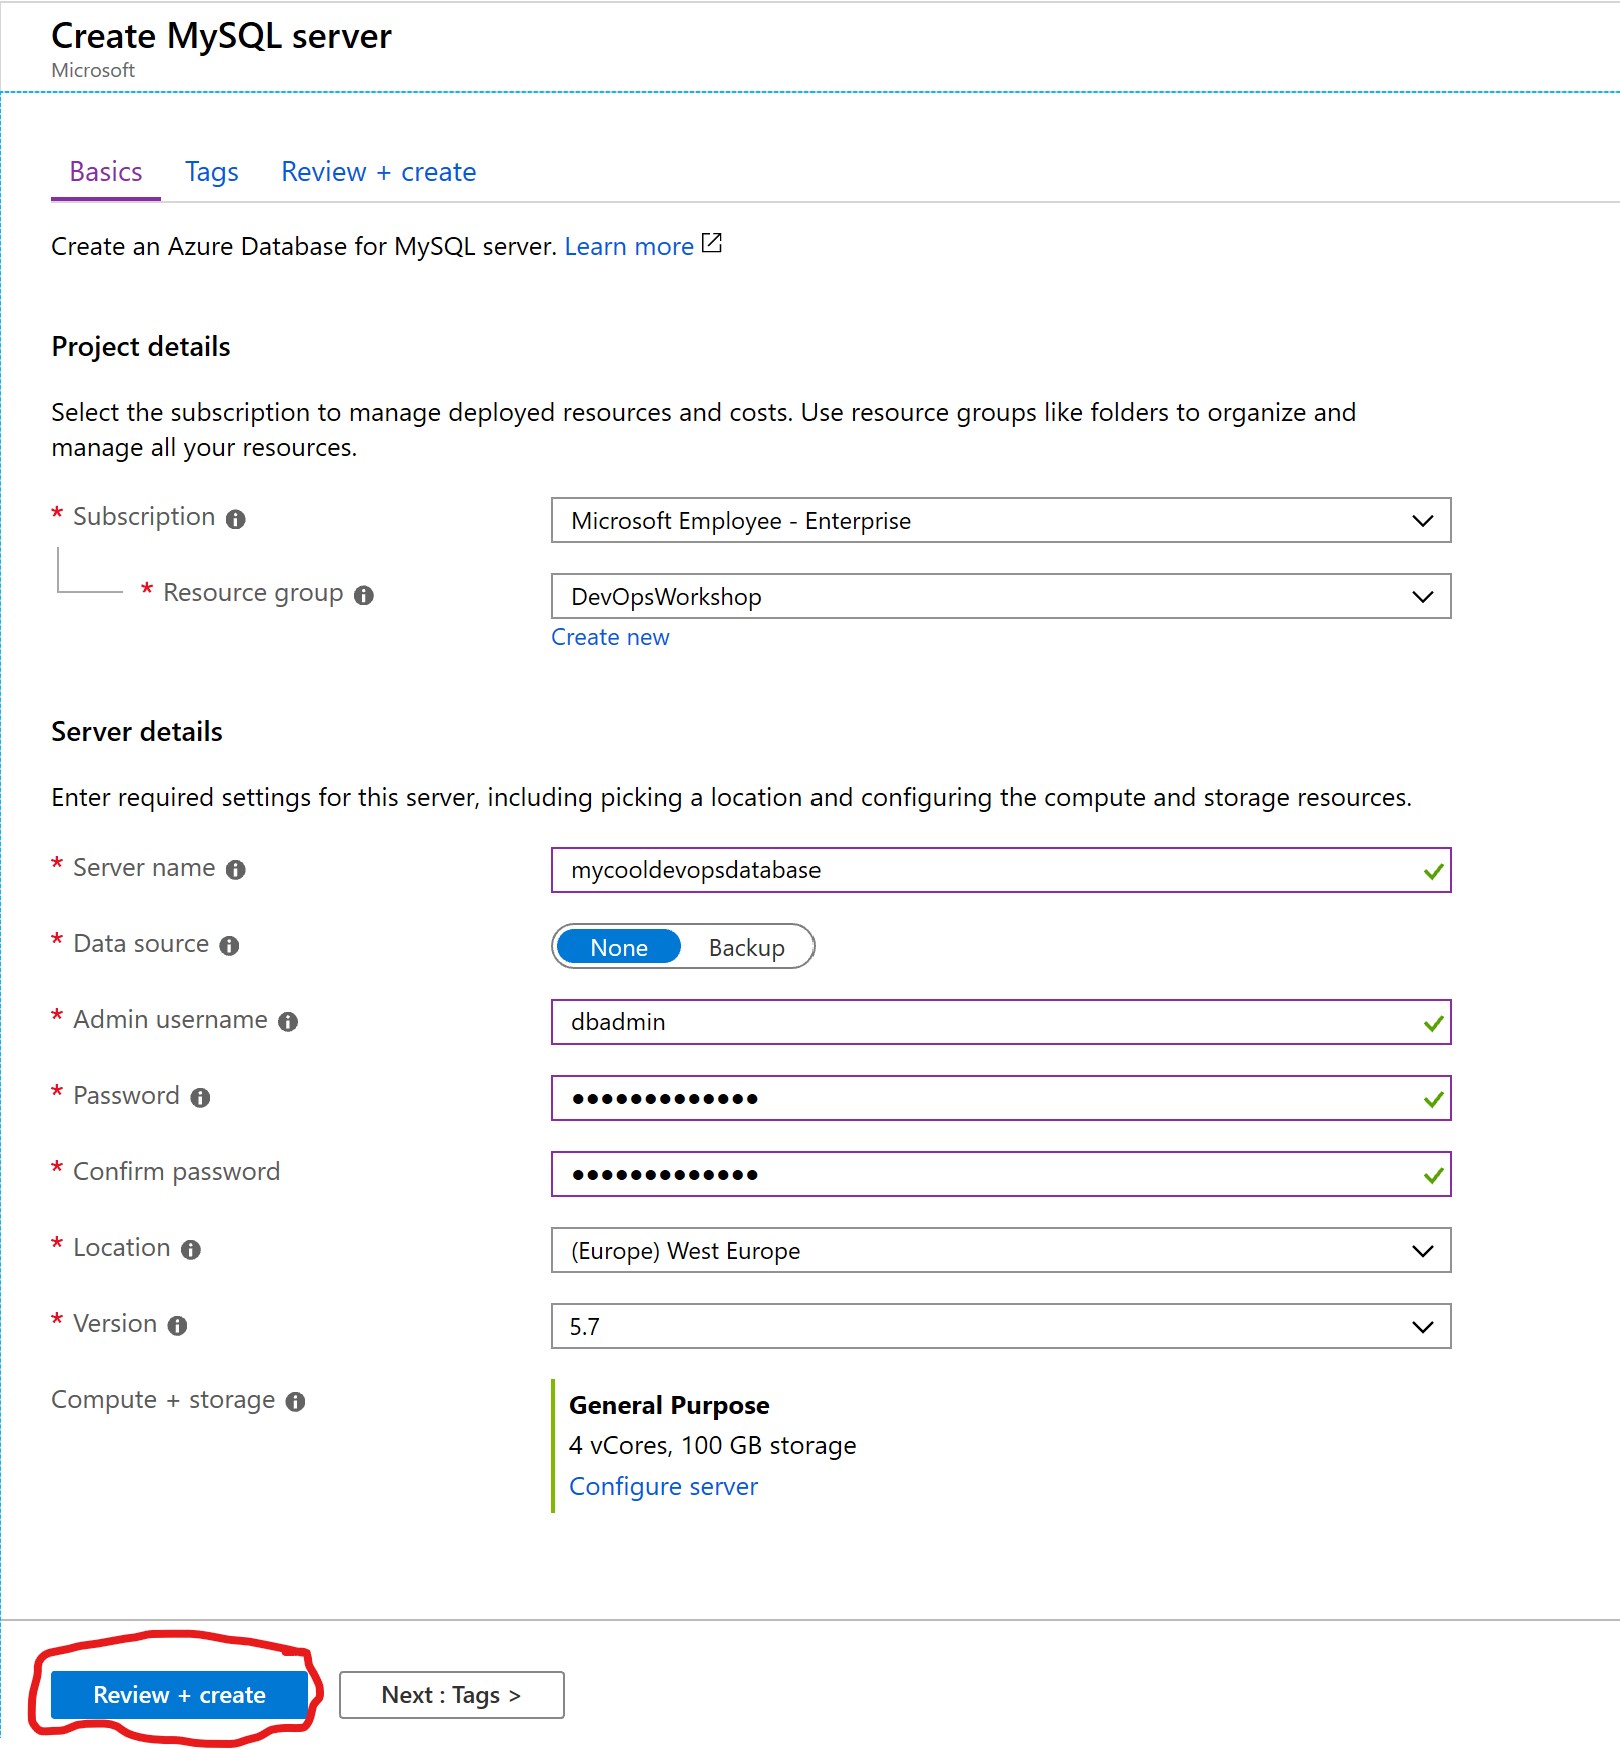 Create MySQL server
Microsoft
Basics Tags Review + create
Create an Azure Database for MySQL server. Learn more
Project details
Select the subscription to manage deployed resources and costs. Use resource groups like folders to organize and
manage all your resources.
* Subscription Microsoft Employee - Enterprise
* Resource group DevOpsWorkshop
Create new
Server details
Enter required settings for this server, including picking a location and configuring the compute and storage resources.
* Server name mycooldevopsdatabase
* Data source None Backup
* Admin username dbadmin
* Password •••••••••••••
* Confirm password •••••••••••••
* Location (Europe) West Europe
* Version 5.7
Compute + storage General Purpose
4 vCores, 100 GB storage
Configure server
Review + create Next : Tags >